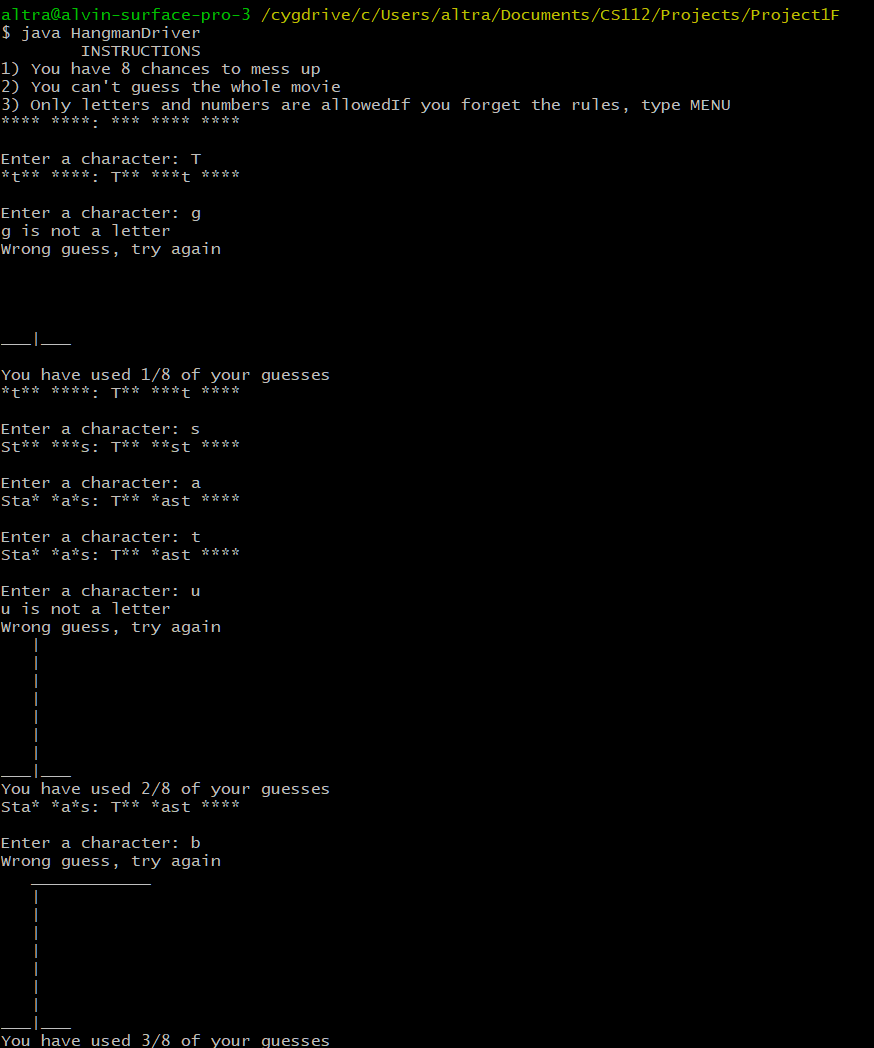 altra@alvin-surface-pro-3 /cygdrive/c/Users/altra/Documents/CS112/Projects/Project1F
$ java HangmanDriver
        INSTRUCTIONS
1) You have 8 chances to mess up
2) You can't guess the whole movie
3) Only letters and numbers are allowedIf you forget the rules, type MENU
**** ****: *** **** ****

Enter a character: T
*t** ****: T** ***t ****

Enter a character: g
g is not a letter
Wrong guess, try again




___|___

You have used 1/8 of your guesses
*t** ****: T** ***t ****

Enter a character: s
St** ***s: T** **st ****

Enter a character: a
Sta* *a*s: T** *ast ****

Enter a character: t
Sta* *a*s: T** *ast ****

Enter a character: u
u is not a letter
Wrong guess, try again
   |
   |
   |
   |
   |
   |
   |
___|___
You have used 2/8 of your guesses
Sta* *a*s: T** *ast ****

Enter a character: b
Wrong guess, try again
   ____________
   |
   |
   |
   |
   |
   |
   |
___|___
You have used 3/8 of your guesses